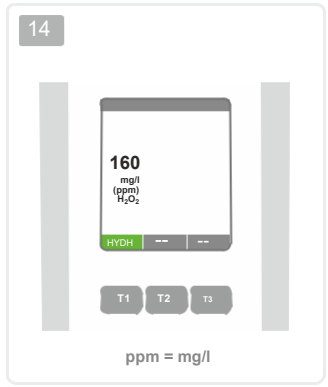 14
160
mg/l
(ppm)
H₂O₂
HYDH -- --
T1 T2 T3
ppm = mg/l